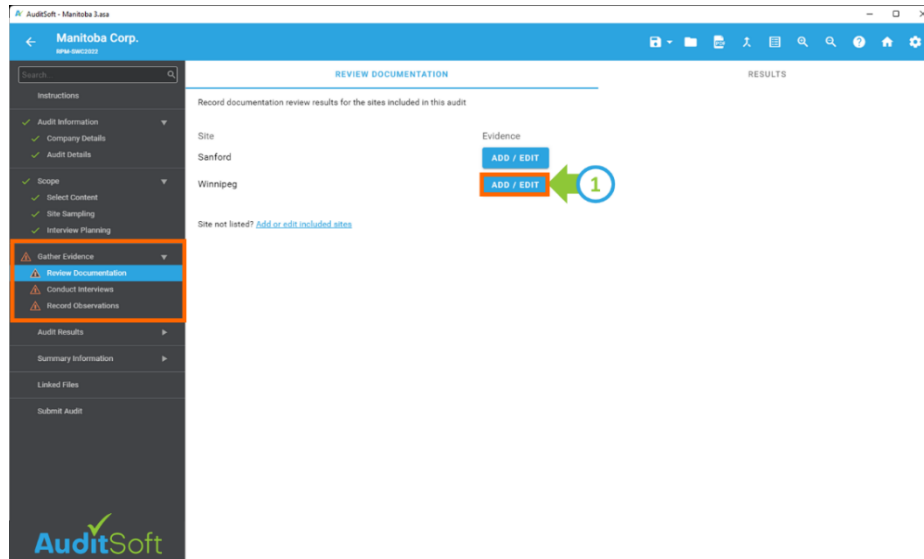 AuditSoft - Manitoba 3.asa
Manitoba Corp.
RPM-SWC2022
Search
Instructions
Audit Information
Company Details
Audit Details
Scope
Select Content
Site Sampling
Interview Planning
Gather Evidence
Review Documentation
Conduct Interviews
Record Observations
Audit Results
Summary Information
Linked Files
Submit Audit
AuditSoft
REVIEW DOCUMENTATION
RESULTS
Record documentation review results for the sites included in this audit
Site Evidence
Sanford ADD / EDIT
Winnipeg ADD / EDIT 1
Site not listed? Add or edit included sites